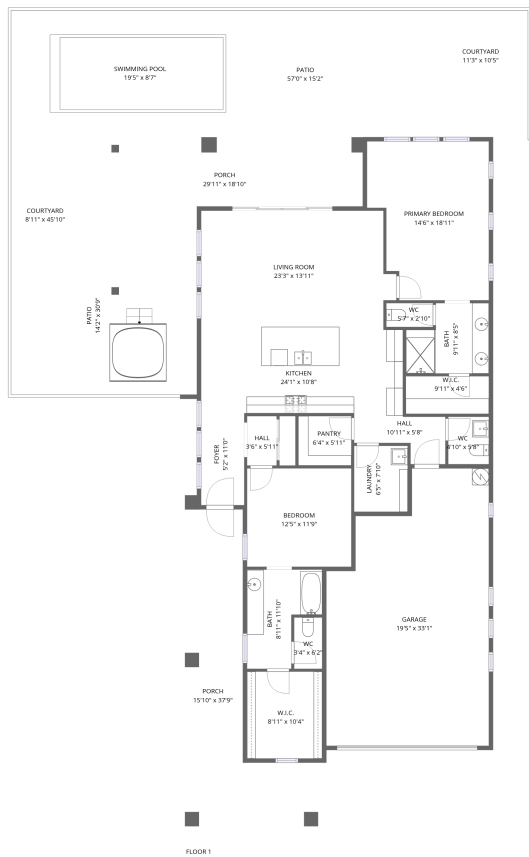 COURTYARD
11'3" x 10'5"
SWIMMING POOL
19'5" x 8'7"
PATIO
57'0" x 15'2"
PORCH
29'11" x 18'10"
COURTYARD
8'11" x 45'10"
PRIMARY BEDROOM
14'6" x 18'11"
LIVING ROOM
23'3" x 13'11"
PATIO
14'2" x 30'9"
WC
5'7" x 2'10"
BATH
9'11" x 8'5"
KITCHEN
24'1" x 10'8"
W.I.C.
9'11" x 4'6"
HALL
10'11" x 5'8"
HALL
3'6" x 5'11"
PANTRY
6'4" x 5'11"
WC
x 5'8"
FOYER
5'2" x 11'0"
LAUNDRY
6'5" x 7'10"
BEDROOM
12'5" x 11'9"
BATH
8'11" x 11'10"
WC
3'4" x 6'2"
GARAGE
19'5" x 33'1"
PORCH
15'10" x 37'9"
W.I.C.
8'11" x 10'4"
FLOOR 1